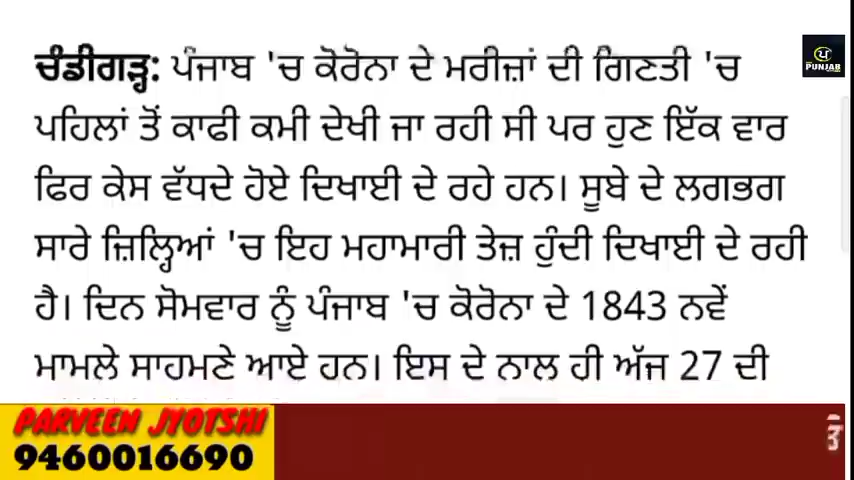 ਚੰਡੀਗੜ੍ਹ: ਪੰਜਾਬ 'ਚ ਕੋਰੋਨਾ ਦੇ ਮਰੀਜ਼ਾਂ ਦੀ ਗਿਣਤੀ 'ਚ
ਪਹਿਲਾਂ ਤੋਂ ਕਾਫੀ ਕਮੀ ਦੇਖੀ ਜਾ ਰਹੀ ਸੀ ਪਰ ਹੁਣ ਇੱਕ ਵਾਰ
ਫਿਰ ਕੇਸ ਵੱਧਦੇ ਹੋਏ ਦਿਖਾਈ ਦੇ ਰਹੇ ਹਨ। ਸੂਬੇ ਦੇ ਲਗਭਗ
ਸਾਰੇ ਜ਼ਿਲ੍ਹਿਆਂ 'ਚ ਇਹ ਮਹਾਮਾਰੀ ਤੇਜ਼ ਹੁੰਦੀ ਦਿਖਾਈ ਦੇ ਰਹੀ
ਹੈ। ਦਿਨ ਸੋਮਵਾਰ ਨੂੰ ਪੰਜਾਬ 'ਚ ਕੋਰੋਨਾ ਦੇ 1843 ਨਵੇਂ
ਮਾਮਲੇ ਸਾਹਮਣੇ ਆਏ ਹਨ। ਇਸ ਦੇ ਨਾਲ ਹੀ ਅੱਜ 27 ਦੀ
PUNJAB
PARVEEN JYOTSHI
9460016690